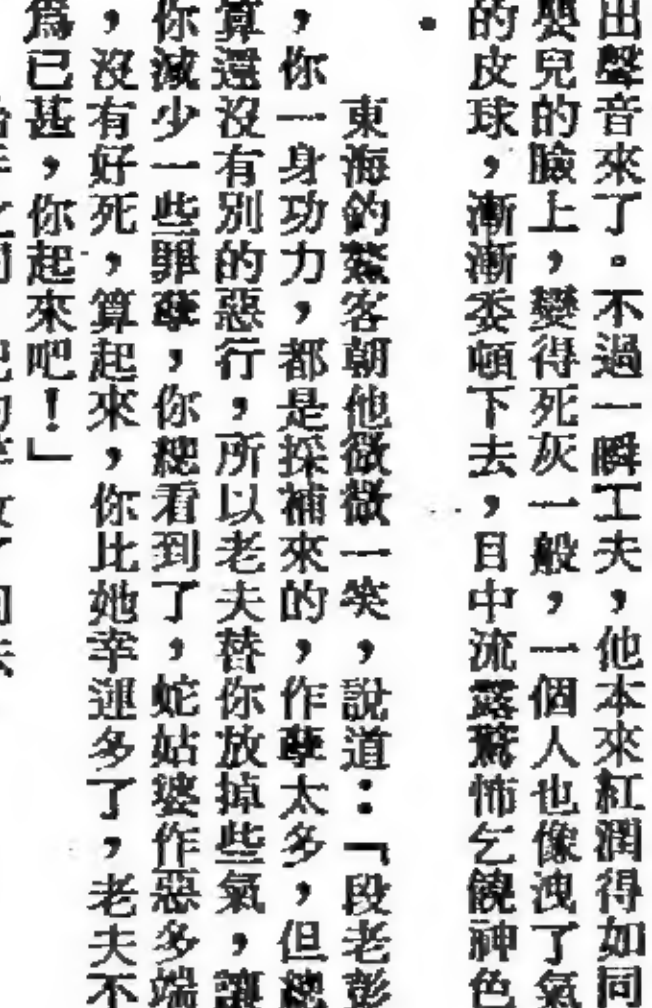 出聲音來了。不過一瞬工夫，他本來紅潤得如同
嬰兒的臉上，變得死灰一般，一個人也像洩了氣
的皮球，漸漸委頓下去，目中流露驚怖乞饒神色
。
東海釣鰲客朝他微微一笑，說道：「段老彭
，你一身功力，都是採補來的，作孽太多，但總
算還沒有別的惡行，所以老夫替你放掉些氣，讓
你減少一些罪孽，你總看到了，蛇姑婆作惡多端
，沒有好死，算起來，你比她幸運多了，老夫不
爲已甚，你起來吧！」